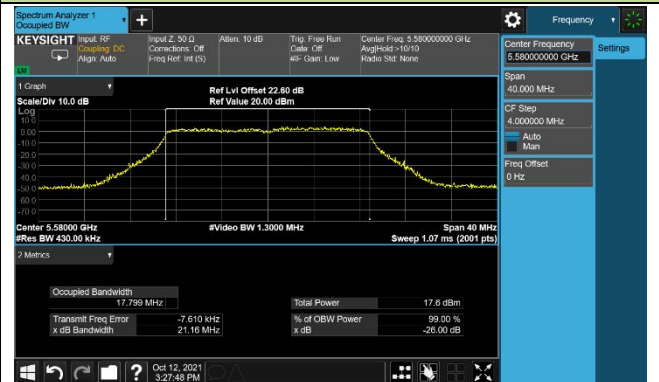 Spectrum Analyzer 1
Occupied BW
+
Frequency
KEYSIGHT
Input: RF
Coupling: DC
Align: Auto
Input Z: 50 Ω
Corrections: Off
Freq Ref: Int (S)
Atten: 10 dB
Trig: Free Run
Gate: Off
#IF Gain: Low
Center Freq: 5.580000000 GHz
Avg|Hold:>10/10
Radio Std: None
Center Frequency
5.580000000 GHz
Settings
Span
40.000 MHz
CF Step
4.000000 MHz
Auto
Man
Freq Offset
0 Hz
1 Graph
Scale/Div 10.0 dB
Ref Lvl Offset 22.60 dB
Ref Value 20.00 dBm
Log
10.0
0.00
-10.0
-20.0
-30.0
-40.0
-50.0
-60.0
-70.0
Center 5.58000 GHz
#Res BW 430.00 kHz
#Video BW 1.3000 MHz
Span 40 MHz
Sweep 1.07 ms (2001 pts)
2 Metrics
Occupied Bandwidth
17.799 MHz
Total Power 17.6 dBm
Transmit Freq Error -7.610 kHz
% of OBW Power 99.00 %
x dB Bandwidth 21.16 MHz
x dB -26.00 dB
?
Oct 12, 2021
3:27:48 PM